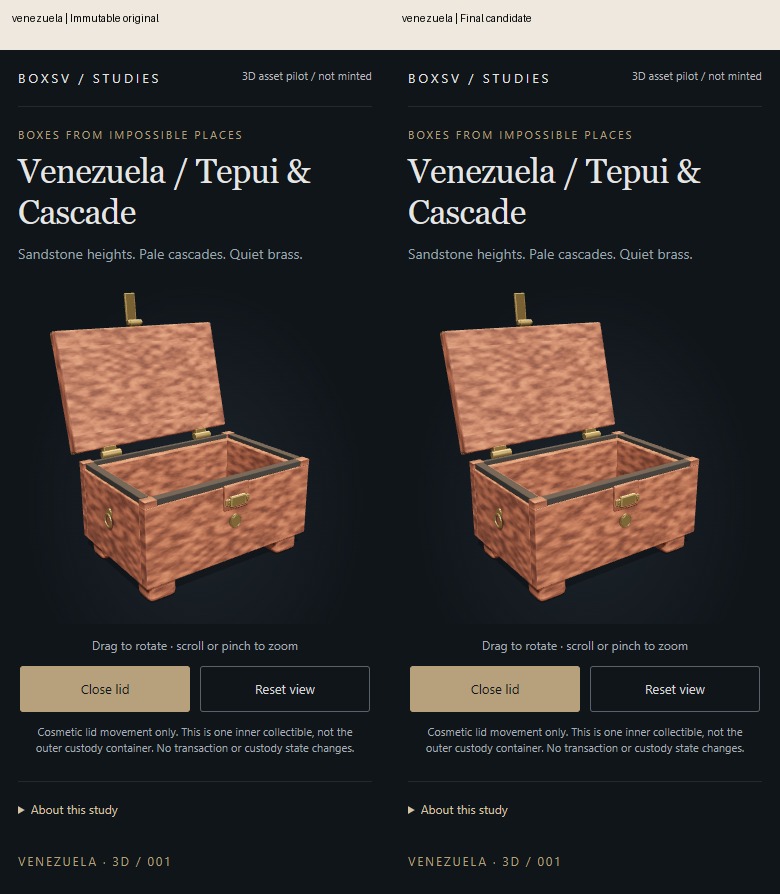 venezuela | Immutable original
BOXSV / STUDIES
3D asset pilot / not minted
BOXES FROM IMPOSSIBLE PLACES
Venezuela / Tepui &
Cascade
Sandstone heights. Pale cascades. Quiet brass.
Drag to rotate · scroll or pinch to zoom
Close lid
Reset view
Cosmetic lid movement only. This is one inner collectible, not the
outer custody container. No transaction or custody state changes.
About this study
VENEZUELA · 3D / 001
venezuela | Final candidate
BOXSV / STUDIES
3D asset pilot / not minted
BOXES FROM IMPOSSIBLE PLACES
Venezuela / Tepui &
Cascade
Sandstone heights. Pale cascades. Quiet brass.
Drag to rotate · scroll or pinch to zoom
Close lid
Reset view
Cosmetic lid movement only. This is one inner collectible, not the
outer custody container. No transaction or custody state changes.
About this study
VENEZUELA · 3D / 001